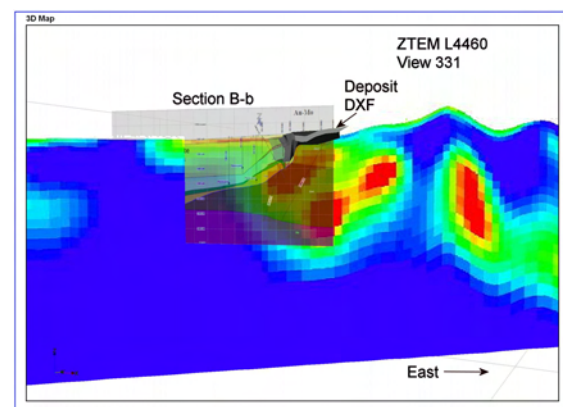 3D Map
ZTEM L4460
View 331
Section B-b
Deposit
DXF
East